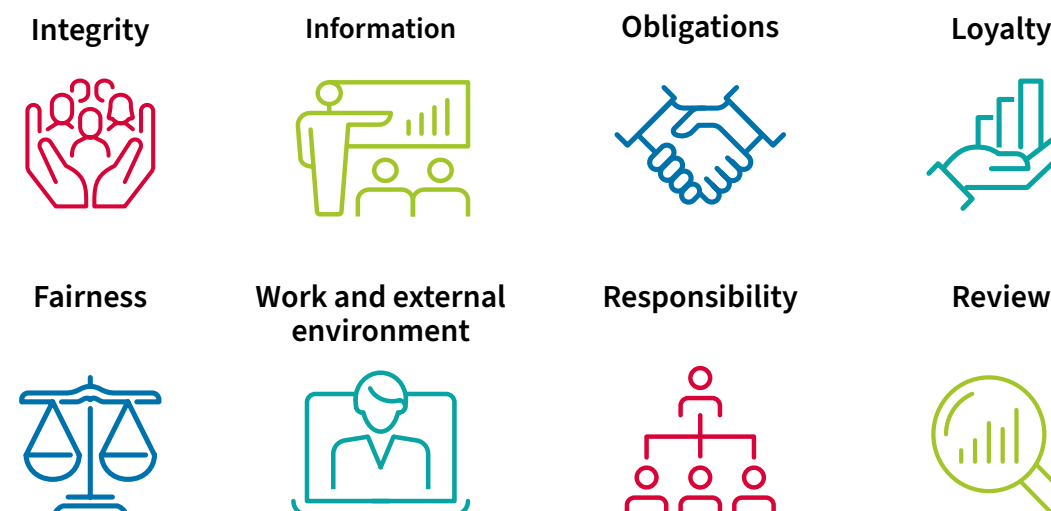 Integrity
Information
Obligations
Loyalty
Fairness
Work and external
environment
Responsibility
Review